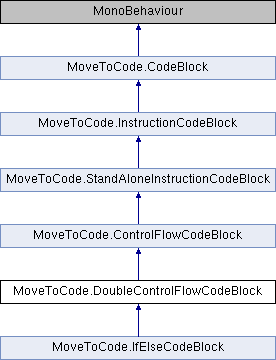 MonoBehaviour
MoveToCode.CodeBlock
MoveToCode.InstructionCodeBlock
MoveToCode.StandAloneInstructionCodeBlock
MoveToCode.ControlFlowCodeBlock
MoveToCode.DoubleControlFlowCodeBlock
MoveToCode.IfElseCodeBlock